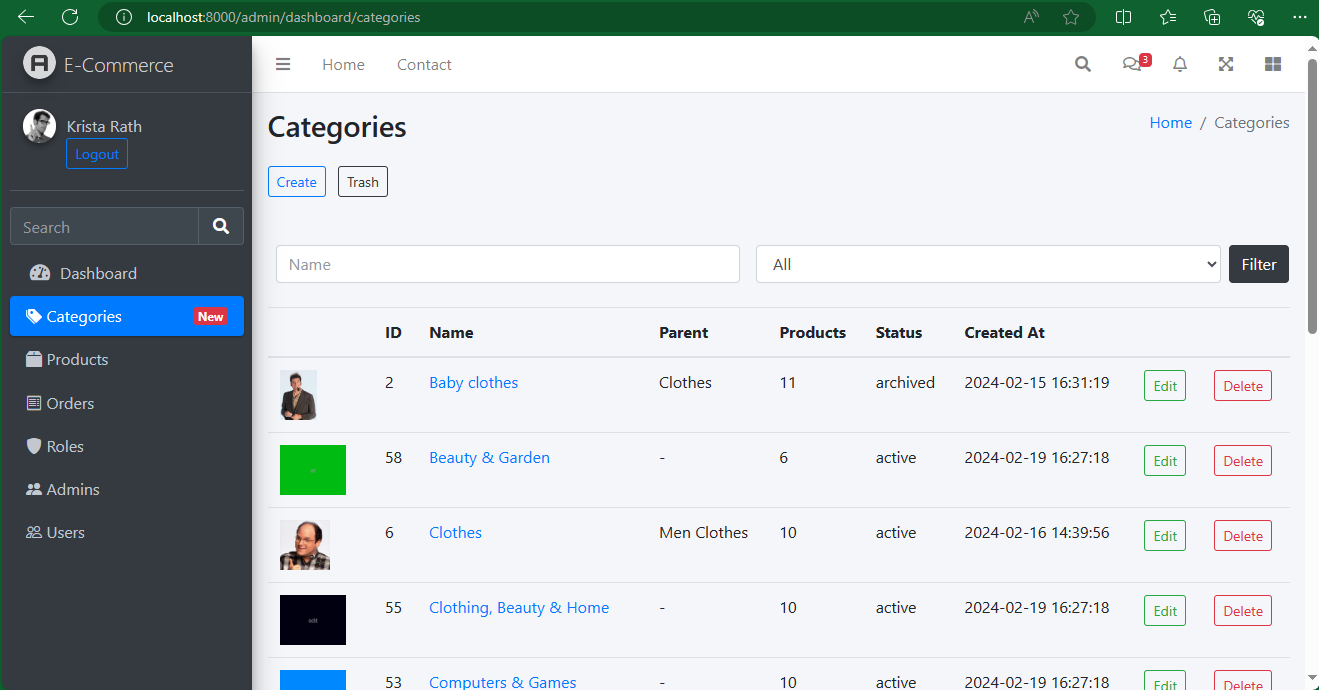 localhost:8000/admin/dashboard/categories
E-Commerce
Home Contact 3
Krista Rath
Logout
Categories
Home / Categories
Create Trash
Search
Name All Filter
Dashboard
Categories New
Products
Orders
Roles
Admins
Users
ID Name Parent Products Status Created At
2 Baby clothes Clothes 11 archived 2024-02-15 16:31:19 Edit Delete
58 Beauty & Garden - 6 active 2024-02-19 16:27:18 Edit Delete
6 Clothes Men Clothes 10 active 2024-02-16 14:39:56 Edit Delete
55 Clothing, Beauty & Home - 10 active 2024-02-19 16:27:18 Edit Delete
53 Computers & Games - 10 active 2024-02-19 16:27:18 Edit Delete